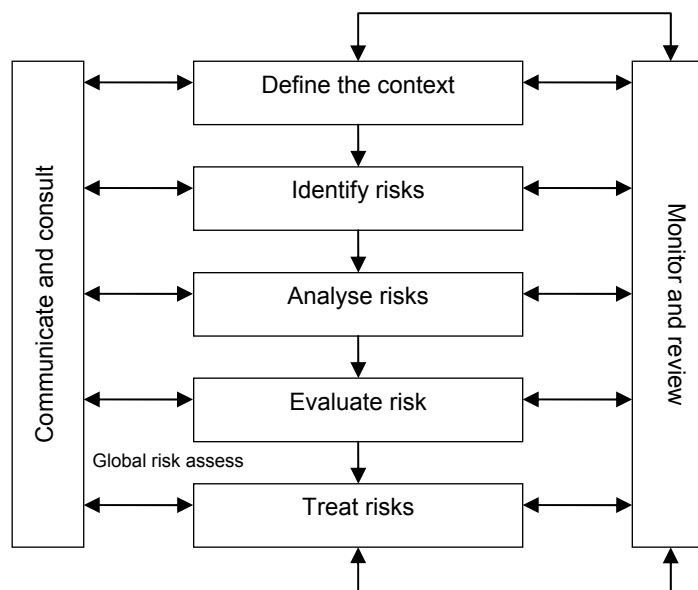 Define the context
Identify risks
Analyse risks
Evaluate risk
Global risk assess
Treat risks
Communicate and consult
Monitor and review